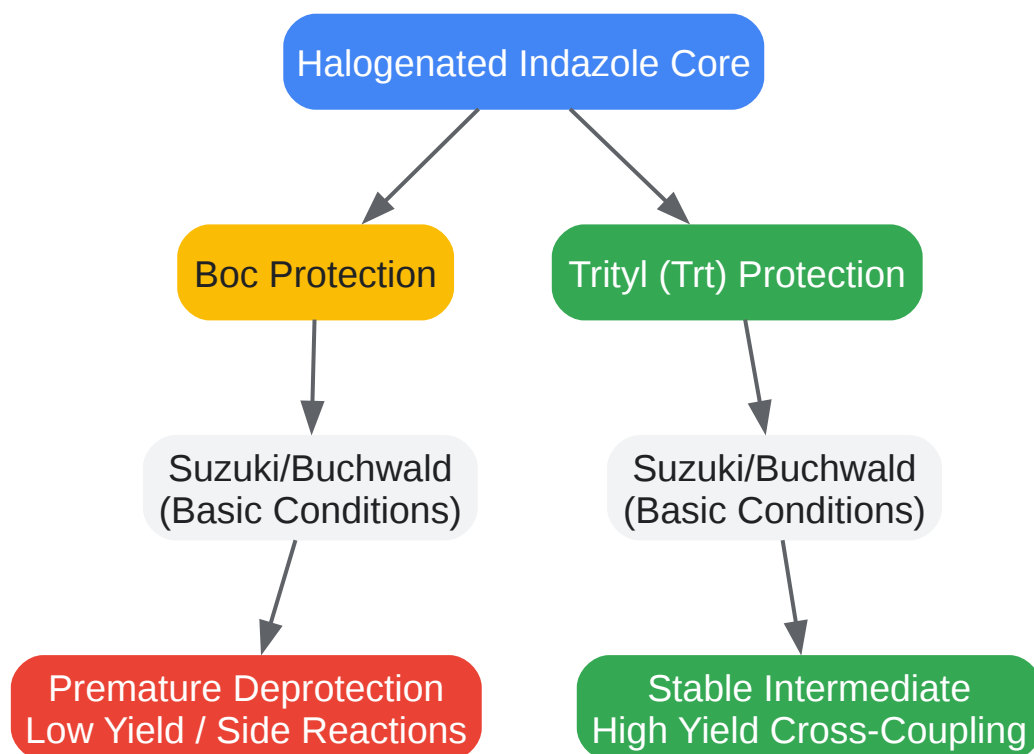 Halogenated Indazole Core
Boc Protection
Trityl (Trt) Protection
Suzuki/Buchwald
(Basic Conditions)
Suzuki/Buchwald
(Basic Conditions)
Premature Deprotection
Low Yield / Side Reactions
Stable Intermediate
High Yield Cross-Coupling